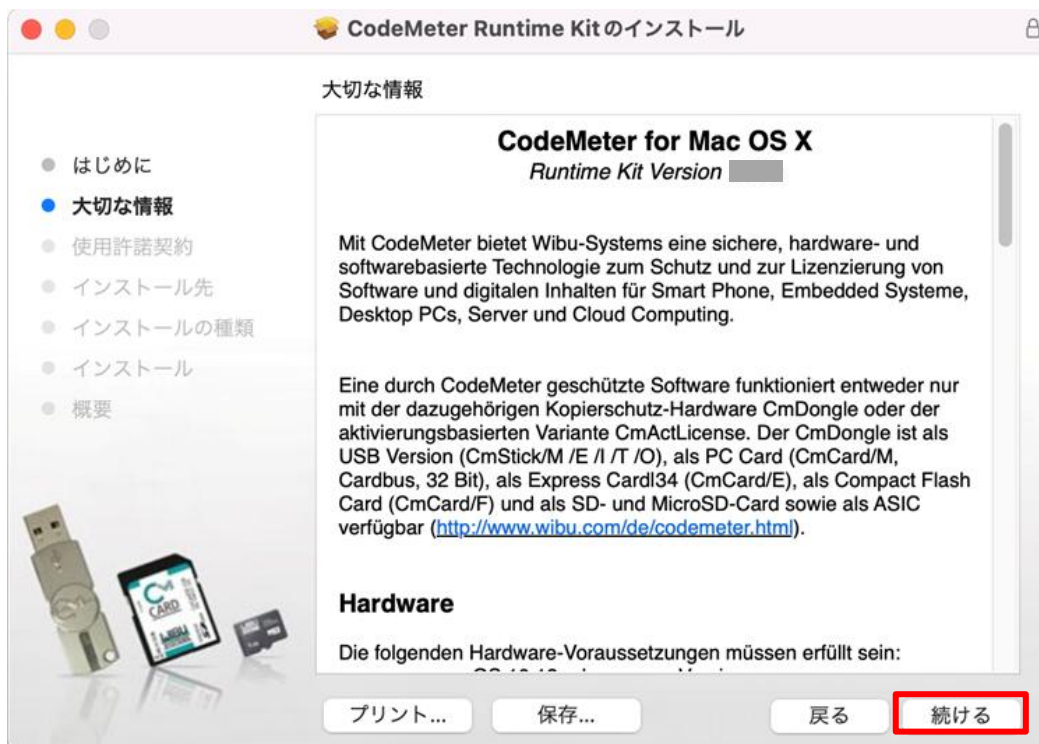 CodeMeter Runtime Kitのインストール
大切な情報
はじめに
大切な情報
使用許諾契約
インストール先
インストールの種類
インストール
概要
CodeMeter for Mac OS X
Runtime Kit Version
Mit CodeMeter bietet Wibu-Systems eine sichere, hardware- und
softwarebasierte Technologie zum Schutz und zur Lizenzierung von
Software und digitalen Inhalten für Smart Phone, Embedded Systeme,
Desktop PCs, Server und Cloud Computing.
Eine durch CodeMeter geschützte Software funktioniert entweder nur
mit der dazugehörigen Kopierschutz-Hardware CmDongle oder der
aktivierungsbasierten Variante CmActLicense. Der CmDongle ist als
USB Version (CmStick/M /E /I /T /O), als PC Card (CmCard/M,
Cardbus, 32 Bit), als Express CardI34 (CmCard/E), als Compact Flash
Card (CmCard/F) und als SD- und MicroSD-Card sowie als ASIC
verfügbar (http://www.wibu.com/de/codemeter.html).
Hardware
Die folgenden Hardware-Voraussetzungen müssen erfüllt sein:
CARD
WIBU
プリント...
保存...
戻る
続ける